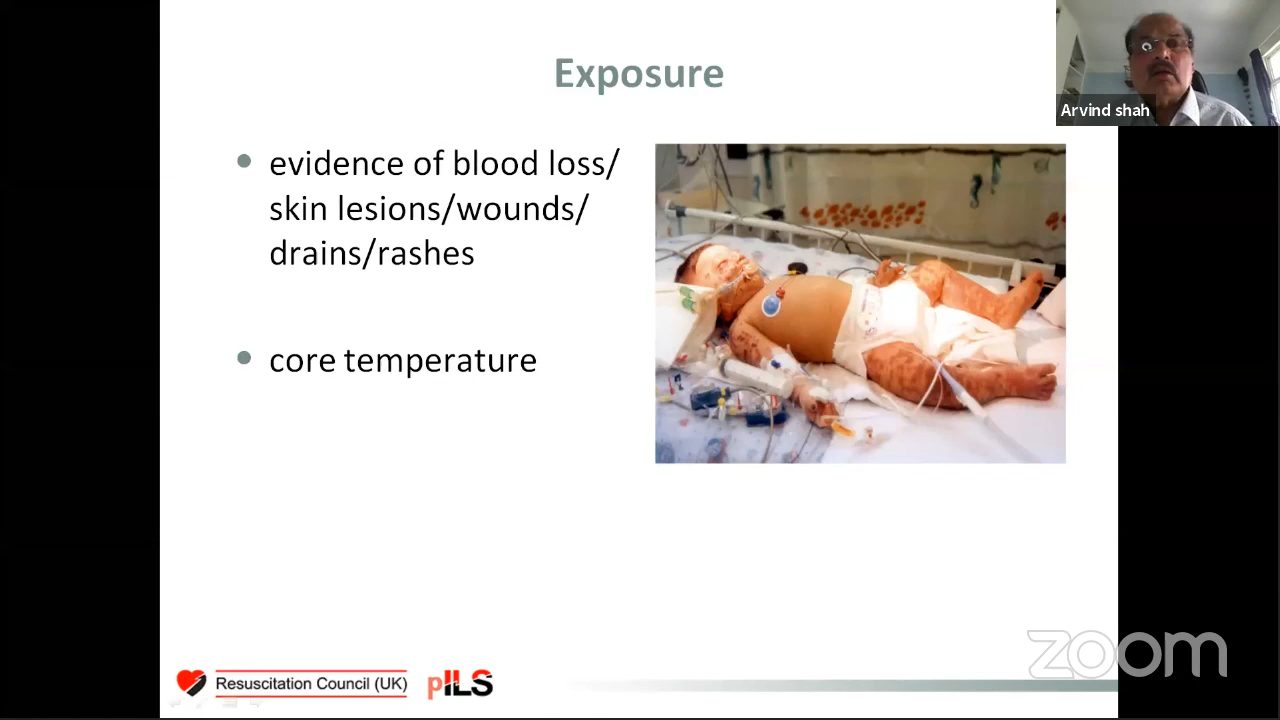 Exposure
Arvind shah
evidence of blood loss/
skin lesions/wounds/
drains/rashes
core temperature
zoom
Resuscitation Council (UK)
pILS